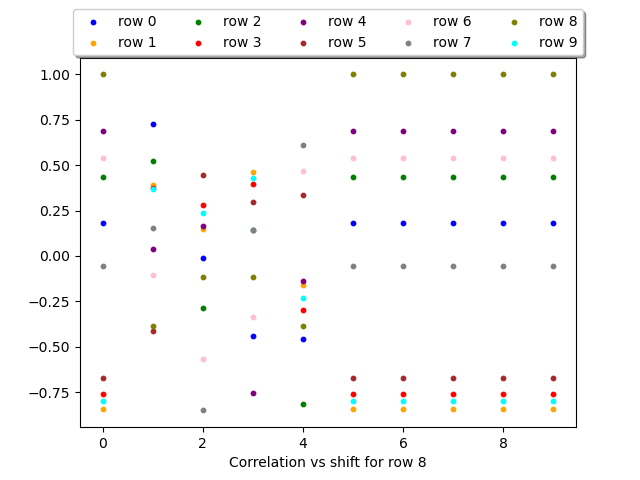 row 0 row 2 row 4 row 6 row 8
row 1 row 3 row 5 row 7 row 9
1.00
0.75
0.50
0.25
0.00
−0.25
−0.50
−0.75
0 2 4 6 8
Correlation vs shift for row 8